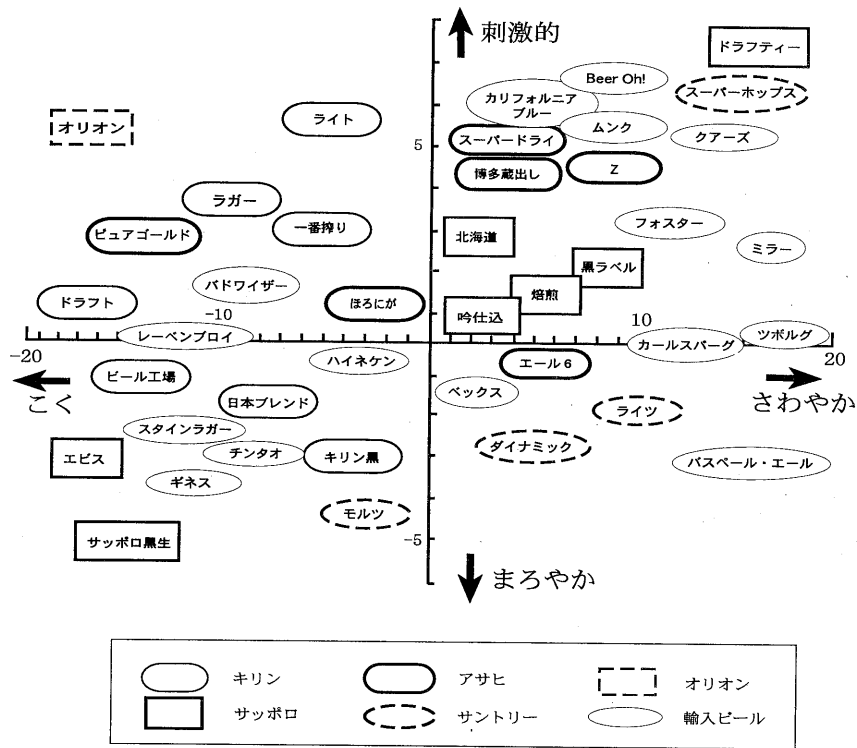 刺激的
ドラフティー
Beer Oh!
スーパーホップス
カリフォルニア
ブルー
ライト
オリオン
ムンク
クアーズ
5
スーパードライ
博多蔵出し
Z
ラガー
ピュアゴールド
一番搾り
北海道
フォスター
ミラー
黒ラベル
バドワイザー
焙煎
ドラフト
ほろにが
吟仕込
-10
10
レーベンブロイ
カールスバーグ
ツボルグ
-20
20
ハイネケン
エール6
ビール工場
こく
さわやか
日本ブレンド
ベックス
ライツ
スタインラガー
ダイナミック
エビス
チンタオ
キリン黒
バスペール・エール
ギネス
モルツ
サッポロ黒生
-5
まろやか
キリン
アサヒ
オリオン
サッポロ
サントリー
輸入ビール